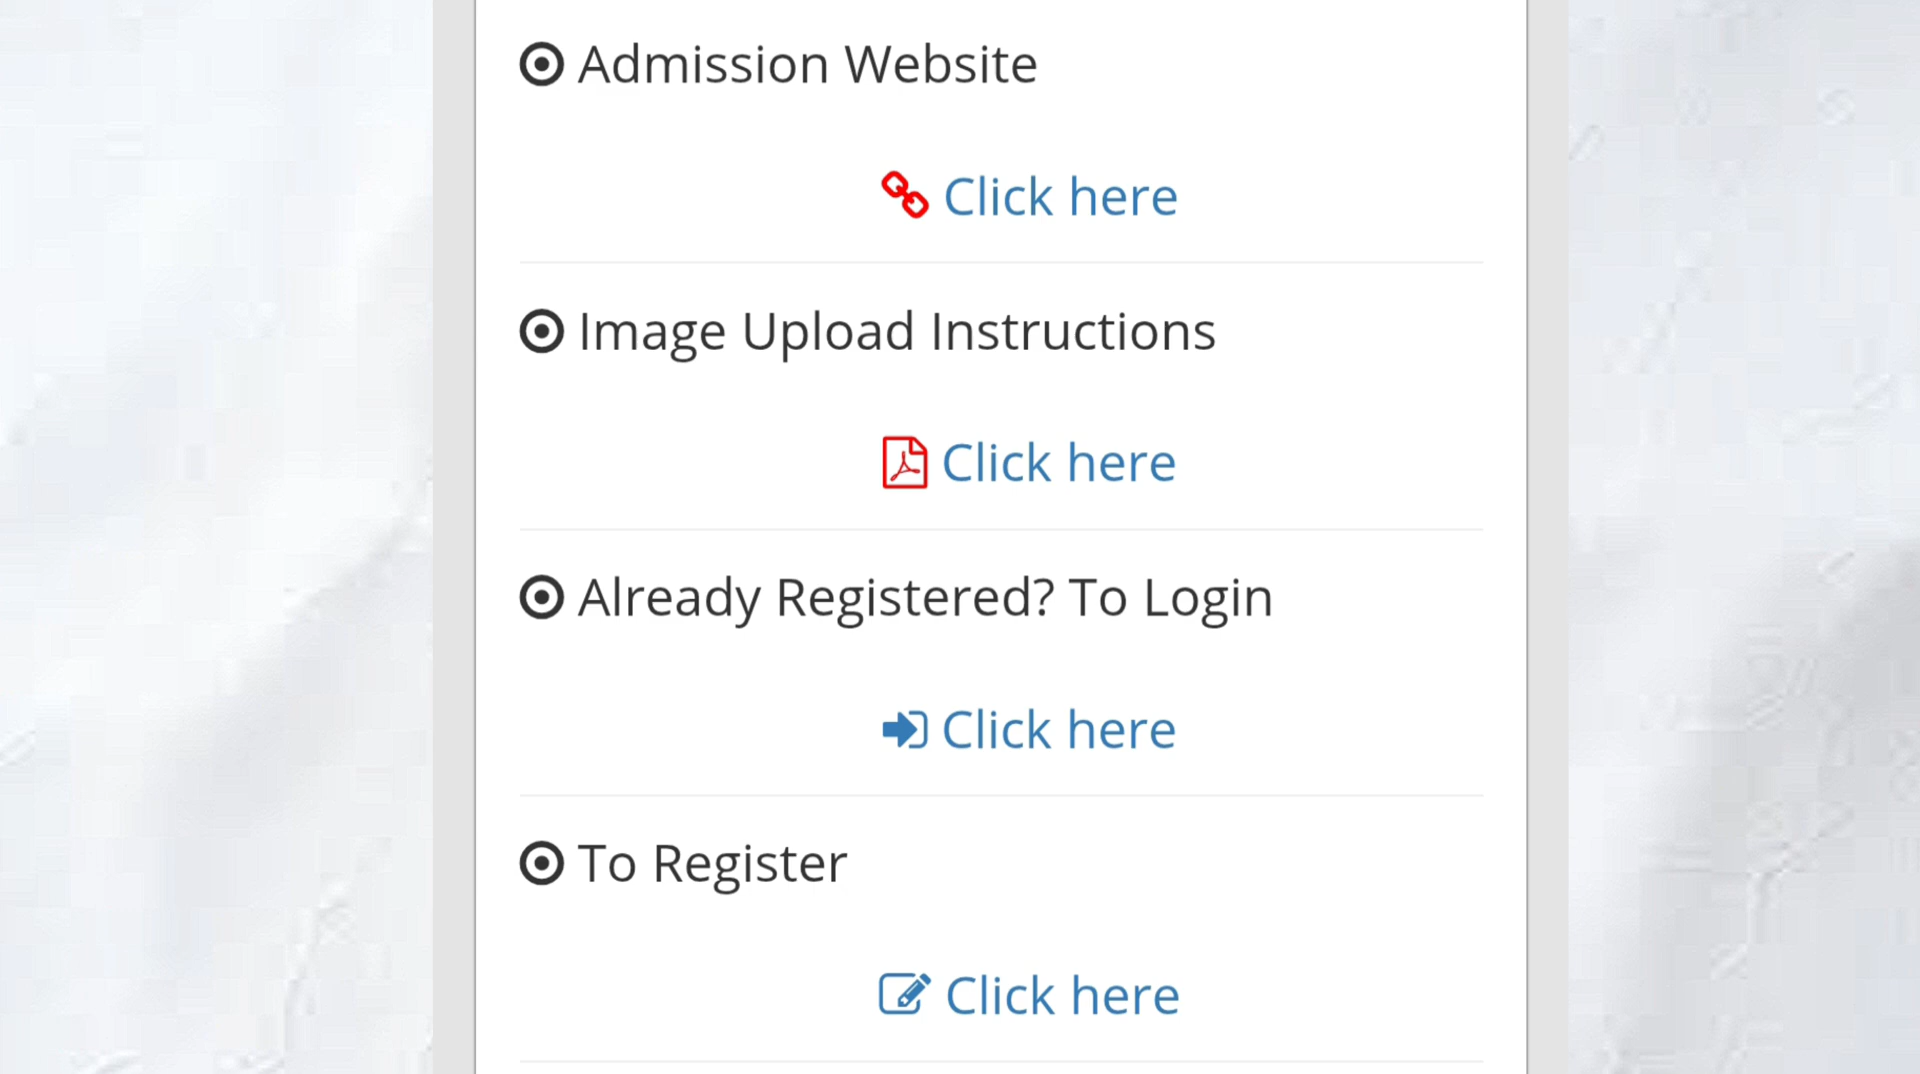 Admission Website
Click here
Image Upload Instructions
Click here
Already Registered? To Login
Click here
To Register
Click here